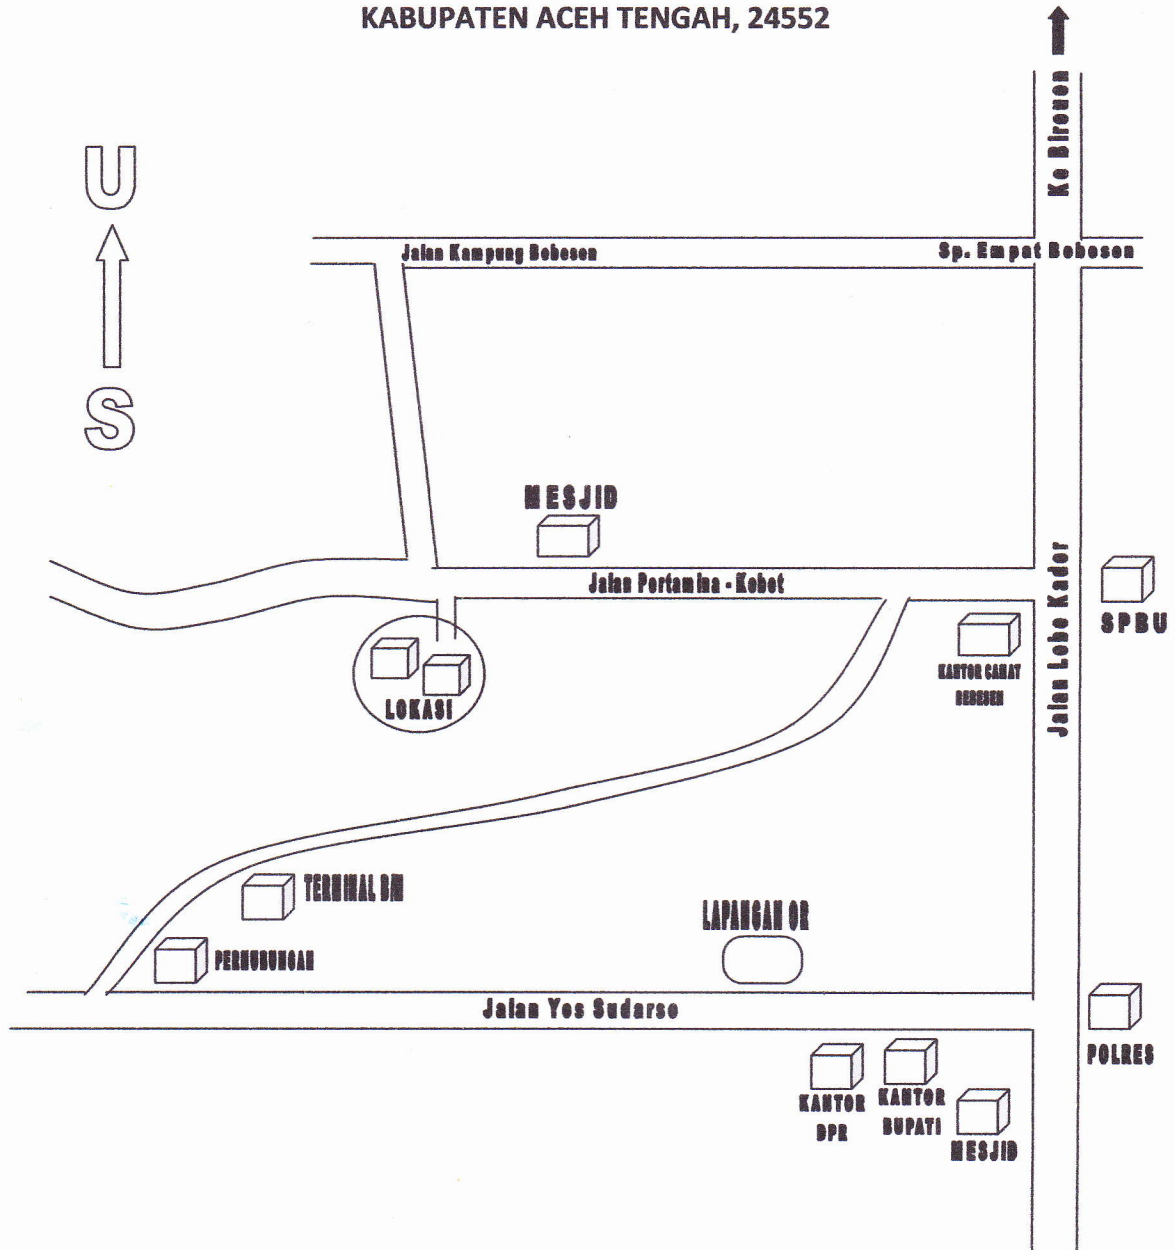 KABUPATEN ACEH TENGAH, 24552
Ke Bireuen
U
Jalan Kampung Bebesen
Sp. Empat Bebesen
S
MESJID
Jalan Pertamina - Kebet
Jalan Lebe Kader
SPBU
KANTOR CAMAT
BEBESEN
LOKASI
TERMINAL BM
LAPANGAN OR
PERHUBUNGAN
Jalan Yos Sudarso
POLRES
KANTOR
DPR
KANTOR
BUPATI
MESJID